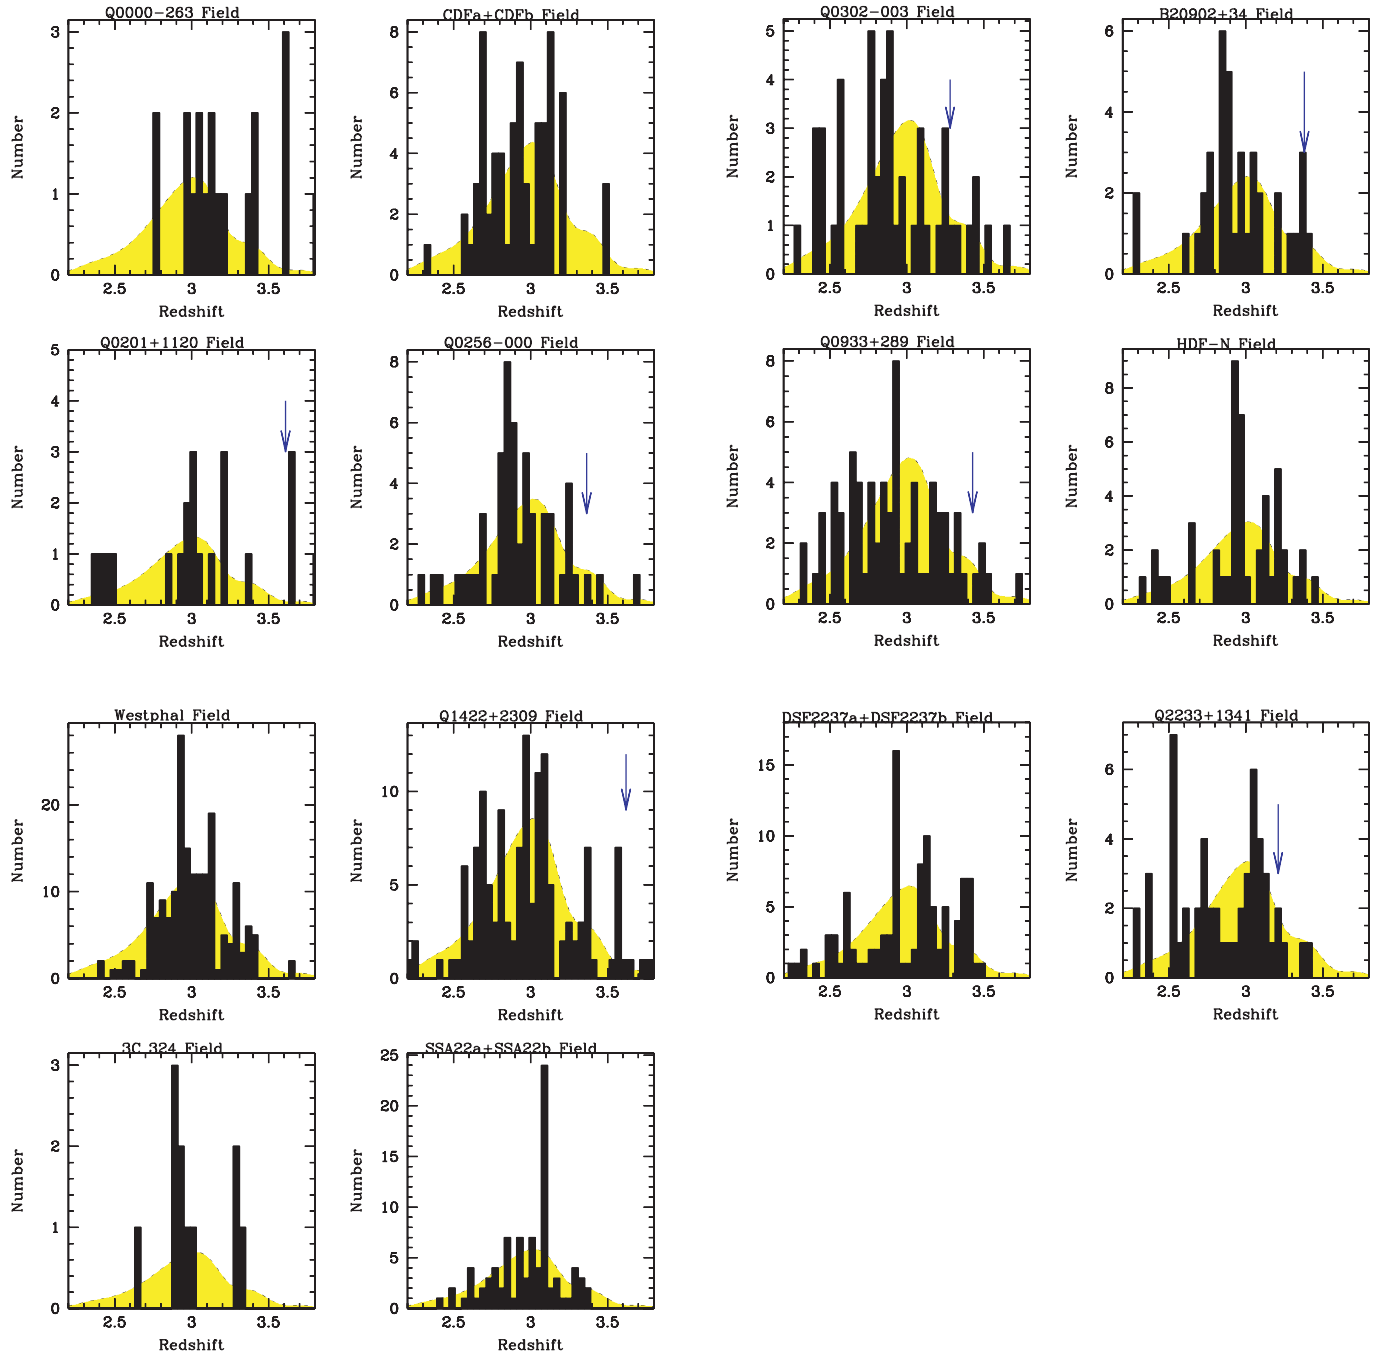 Q0000-263 Field
CDFa+CDFb Field
Q0302-003 Field
B20902+34 Field
Number
3
2
1
0
2.5 3 3.5
Redshift
Number
8
6
4
2
0
2.5 3 3.5
Redshift
Number
5
4
3
2
1
0
2.5 3 3.5
Redshift
Number
6
4
2
0
2.5 3 3.5
Redshift
Q0201+1120 Field
Q0256-000 Field
Q0933+289 Field
HDF-N Field
Number
5
4
3
2
1
0
2.5 3 3.5
Redshift
Number
8
6
4
2
0
2.5 3 3.5
Redshift
Number
8
6
4
2
0
2.5 3 3.5
Redshift
Number
8
6
4
2
0
2.5 3 3.5
Redshift
Westphal Field
Q1422+2309 Field
DSF2237a+DSF2237b Field
Q2233+1341 Field
Number
20
10
0
2.5 3 3.5
Redshift
Number
10
5
0
2.5 3 3.5
Redshift
Number
15
10
5
0
2.5 3 3.5
Redshift
Number
6
4
2
0
2.5 3 3.5
Redshift
3C 324 Field
SSA22a+SSA22b Field
Number
3
2
1
0
2.5 3 3.5
Redshift
Number
25
20
15
10
5
0
2.5 3 3.5
Redshift